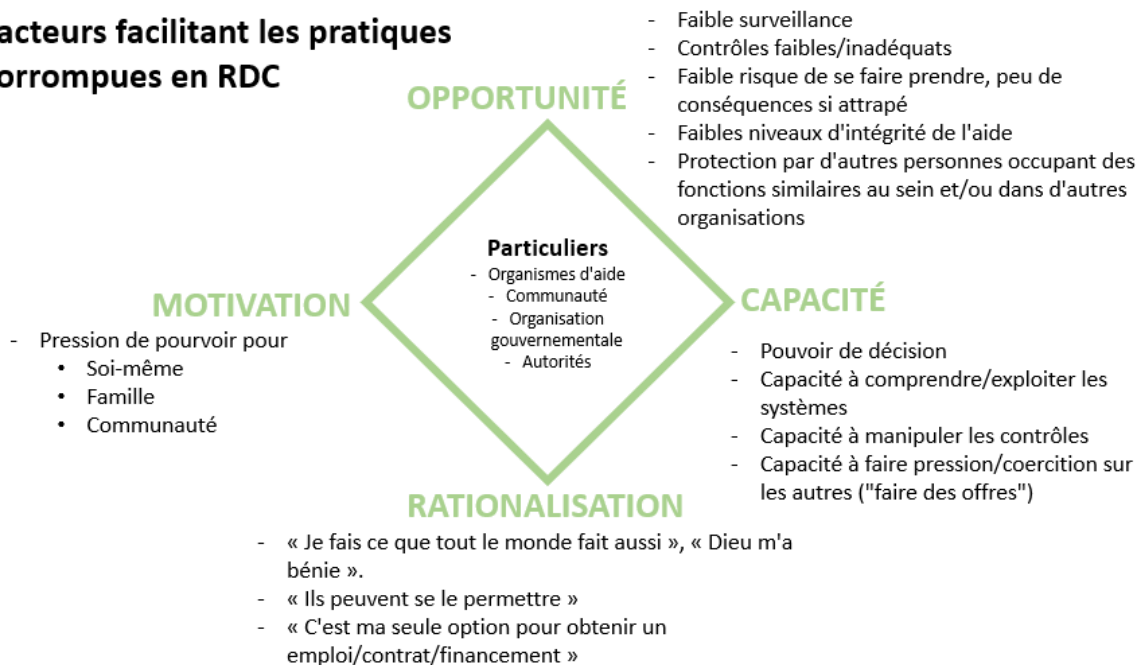 acteurs facilitant les pratiques
orrompues en RDC
OPPORTUNITÉ
- Faible surveillance
- Contrôles faibles/inadéquats
- Faible risque de se faire prendre, peu de
conséquences si attrapé
- Faibles niveaux d'intégrité de l'aide
- Protection par d'autres personnes occupant des
fonctions similaires au sein et/ou dans d'autres
organisations
Particuliers
- Organismes d'aide
- Communauté
- Organisation
gouvernementale
- Autorités
MOTIVATION
- Pression de pourvoir pour
• Soi-même
• Famille
• Communauté
CAPACITÉ
- Pouvoir de décision
- Capacité à comprendre/exploiter les
systèmes
- Capacité à manipuler les contrôles
- Capacité à faire pression/coercition sur
les autres ("faire des offres")
RATIONALISATION
- « Je fais ce que tout le monde fait aussi », « Dieu m'a
bénie ».
- « Ils peuvent se le permettre »
- « C'est ma seule option pour obtenir un
emploi/contrat/financement »